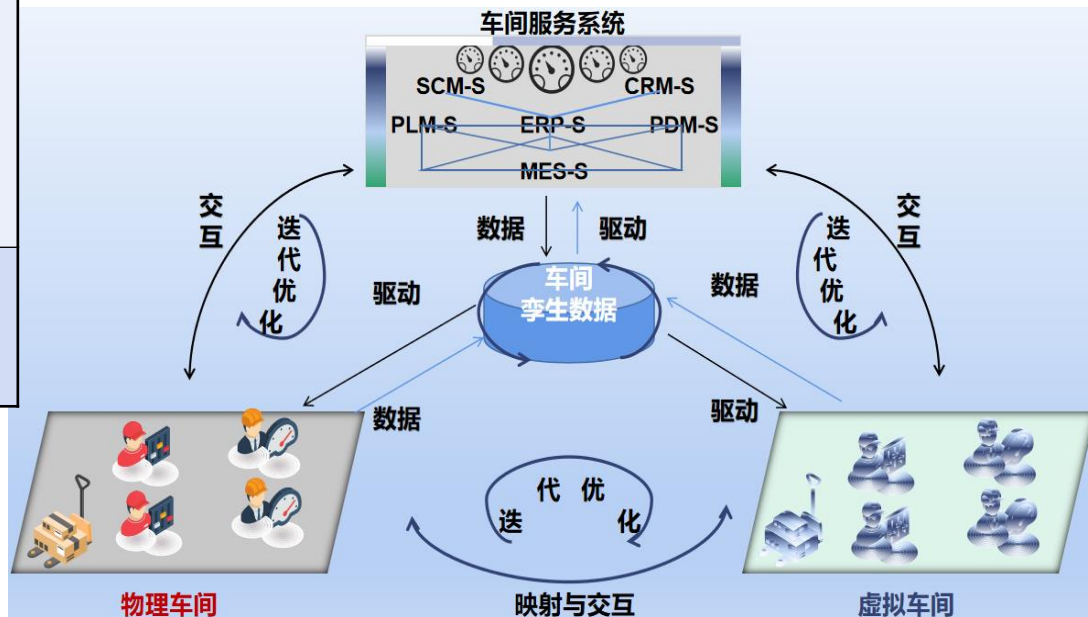 车间服务系统
SCM-S
CRM-S
PLM-S
ERP-S
PDM-S
MES-S
交互
迭代优化
数据
驱动
交互
迭代优化
车间
孪生数据
驱动
数据
数据
驱动
迭代优化
物理车间
映射与交互
虚拟车间